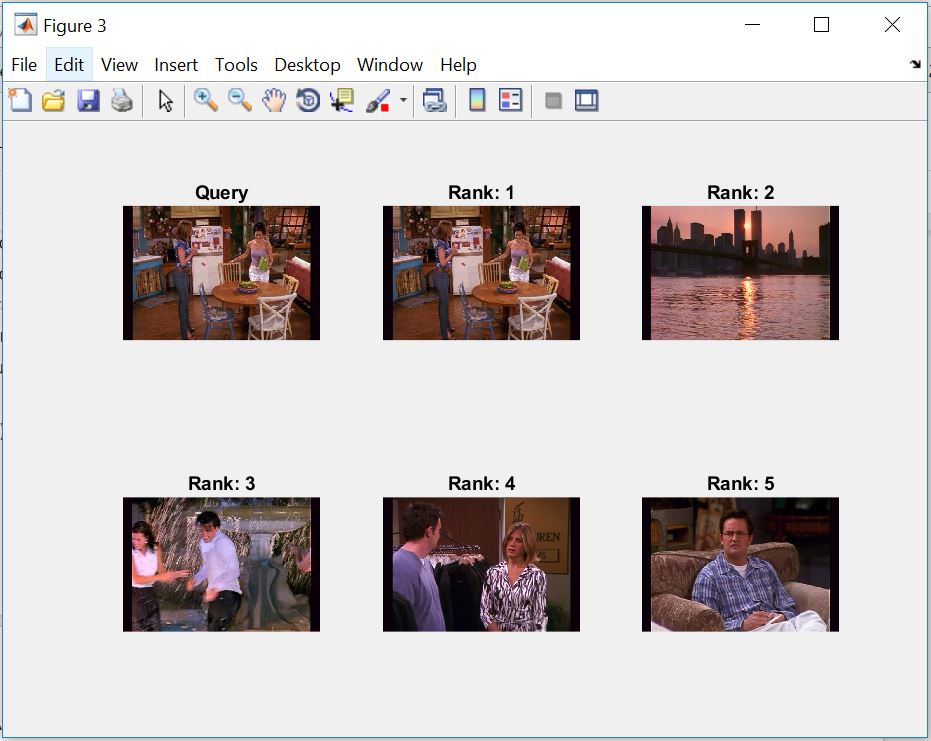 Figure 3
File Edit View Insert Tools Desktop Window Help
Query
Rank: 1
Rank: 2
Rank: 3
Rank: 4
Rank: 5
UREN